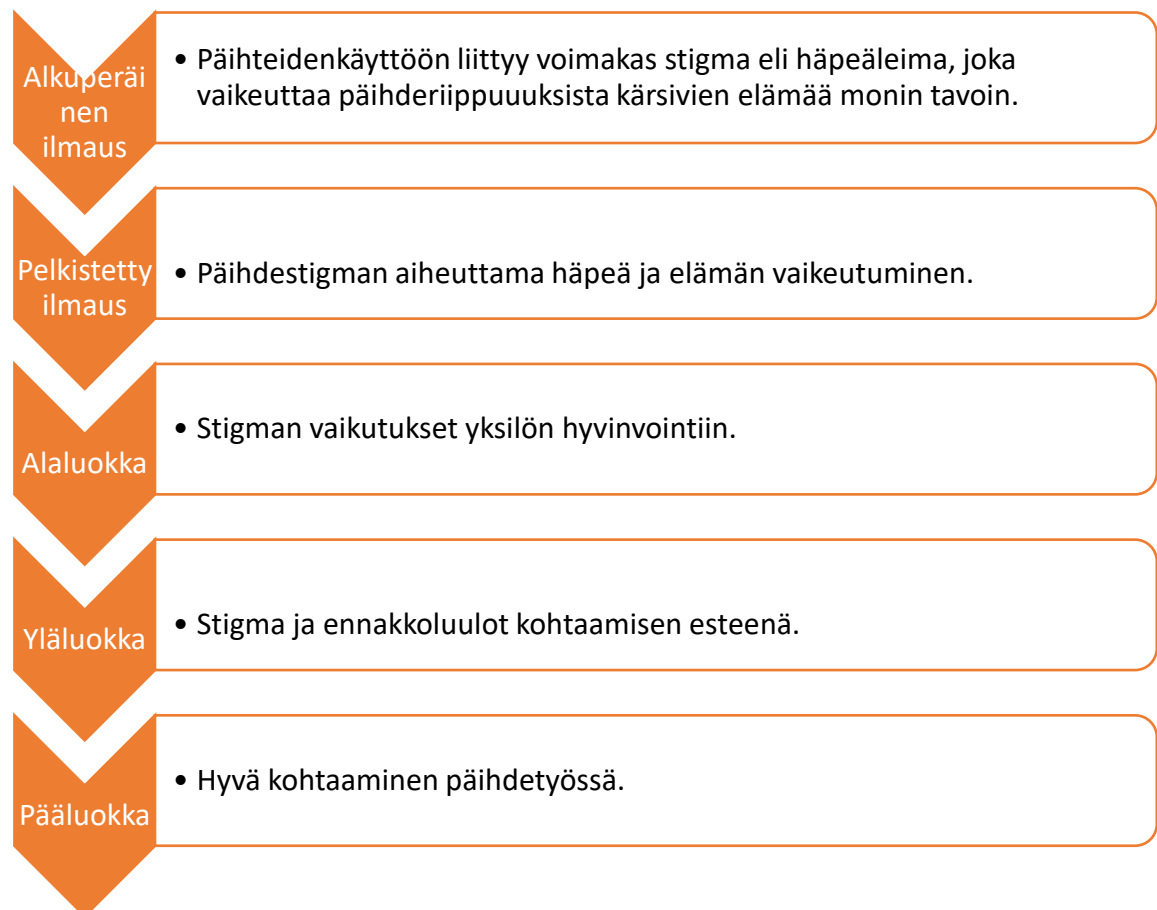 Alkuperäi
nen
ilmaus
• Päihteidenkäyttöön liittyy voimakas stigma eli häpeäleima, joka
vaikeuttaa päihderiippuuuksista kärsivien elämää monin tavoin.
Pelkistetty
ilmaus
• Päihdestigman aiheuttama häpeä ja elämän vaikeutuminen.
Alaluokka
• Stigman vaikutukset yksilön hyvinvointiin.
Yläluokka
• Stigma ja ennakkoluulot kohtaamisen esteenä.
Pääluokka
• Hyvä kohtaaminen päihdetyössä.